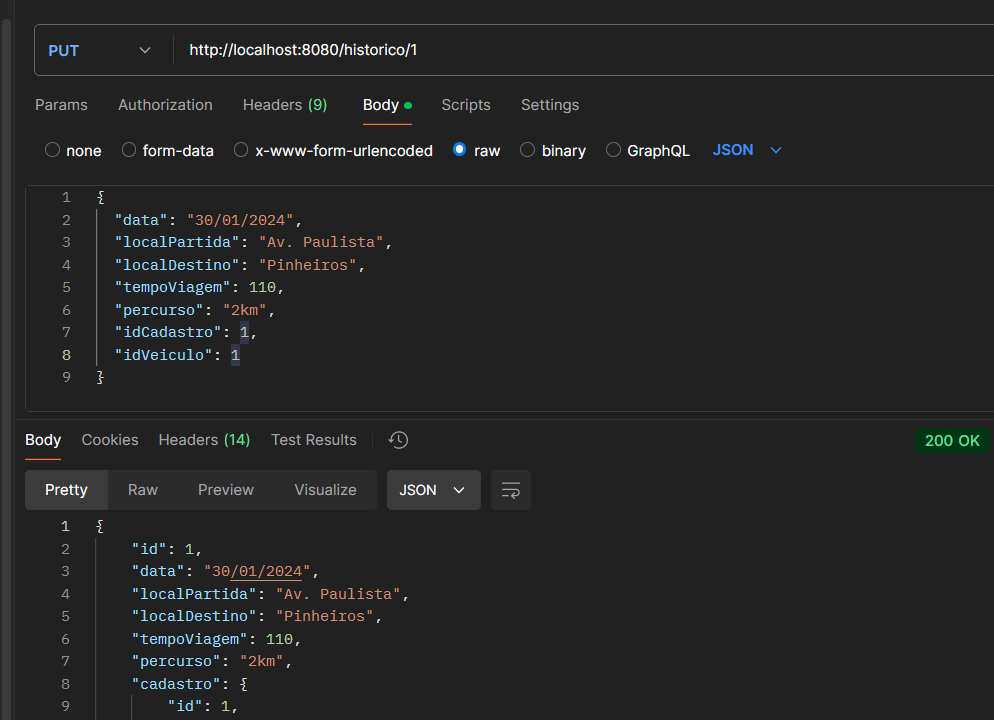 PUT http://localhost:8080/historico/1
Params Authorization Headers (9) Body Scripts Settings
none form-data x-www-form-urlencoded raw binary GraphQL JSON
1 {
2 "data": "30/01/2024",
3 "localPartida": "Av. Paulista",
4 "localDestino": "Pinheiros",
5 "tempoViagem": 110,
6 "percurso": "2km",
7 "idCadastro": 1,
8 "idVeiculo": 1
9 }
Body Cookies Headers (14) Test Results 200 OK
Pretty Raw Preview Visualize JSON
1 {
2 "id": 1,
3 "data": "30/01/2024",
4 "localPartida": "Av. Paulista",
5 "localDestino": "Pinheiros",
6 "tempoViagem": 110,
7 "percurso": "2km",
8 "cadastro": {
9 "id": 1,